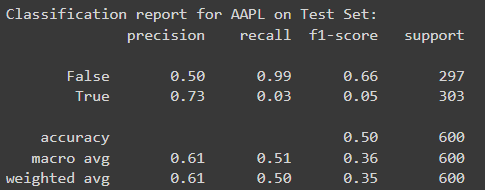 Classification report for AAPL on Test Set:
precision recall f1-score support
False 0.50 0.99 0.66 297
True 0.73 0.03 0.05 303
accuracy 0.50 600
macro avg 0.61 0.51 0.36 600
weighted avg 0.61 0.50 0.35 600